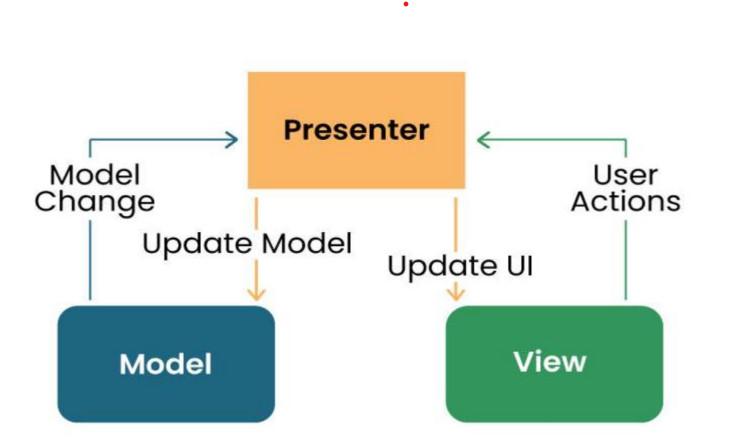 Presenter
Model
Change
User
Actions
Update Model
Update UI
Model
View